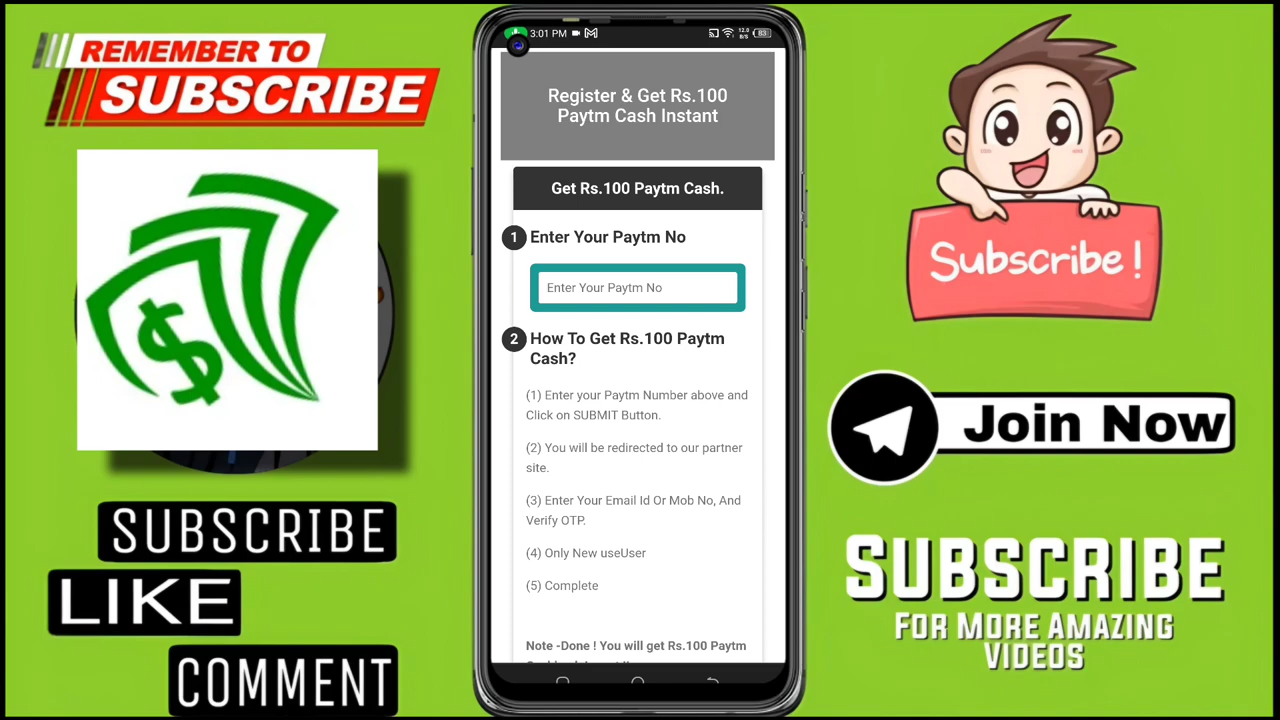 REMEMBER TO
SUBSCRIBE
SUBSCRIBE
LIKE
COMMENT
3:01 PM
12.0
B/S
83
Register & Get Rs.100
Paytm Cash Instant
Get Rs.100 Paytm Cash.
1 Enter Your Paytm No
Enter Your Paytm No
2 How To Get Rs.100 Paytm
Cash?
(1) Enter your Paytm Number above and
Click on SUBMIT Button.
(2) You will be redirected to our partner
site.
(3) Enter Your Email Id Or Mob No, And
Verify OTP.
(4) Only New useUser
(5) Complete
Note -Done ! You will get Rs.100 Paytm
Subscribe!
Join Now
SUBSCRIBE
FOR MORE AMAZING
VIDEOS